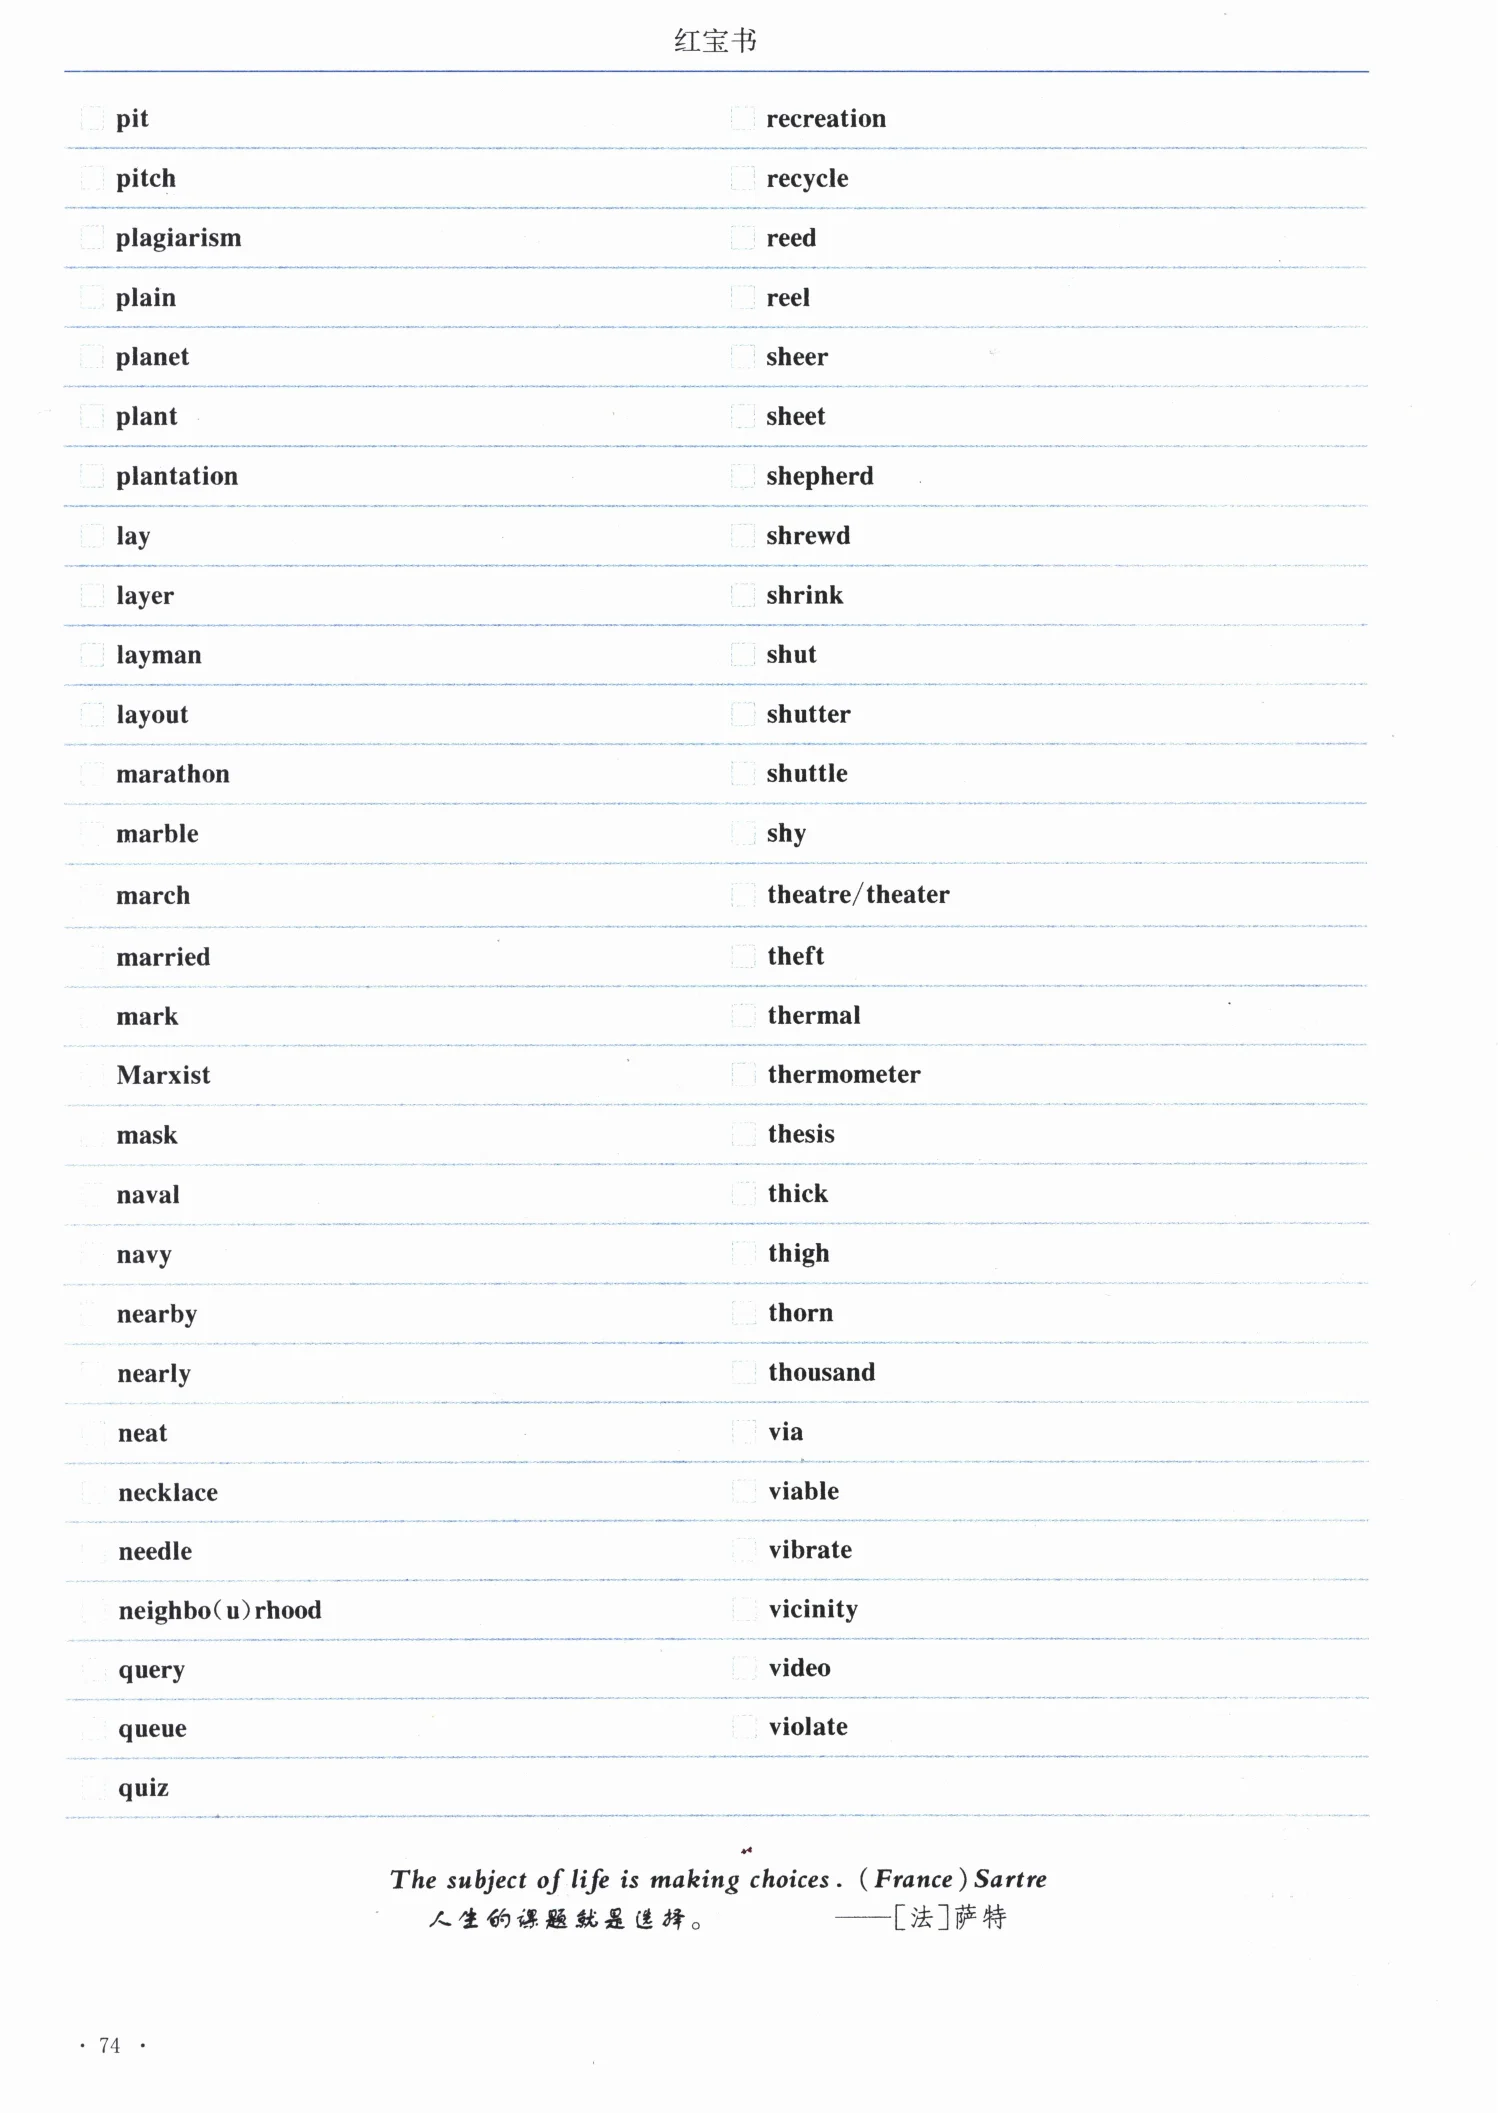 红宝书
pit
pitch
plagiarism
plain
planet
plant
plantation
lay
layer
layman
layout
marathon
marble
march
married
mark
Marxist
mask
naval
navy
nearby
nearly
neat
necklace
needle
neighbo(u)rhood
query
queue
quiz
recreation
recycle
reed
reel
sheer
sheet
shepherd
shrewd
shrink
shut
shutter
shuttle
shy
theatre/theater
theft
thermal
thermometer
thesis
thick
thigh
thorn
thousand
via
viable
vibrate
vicinity
video
violate
The subject of life is making choices. (France) Sartre
人生的课题就是选择。 ——[法]萨特
· 74 ·